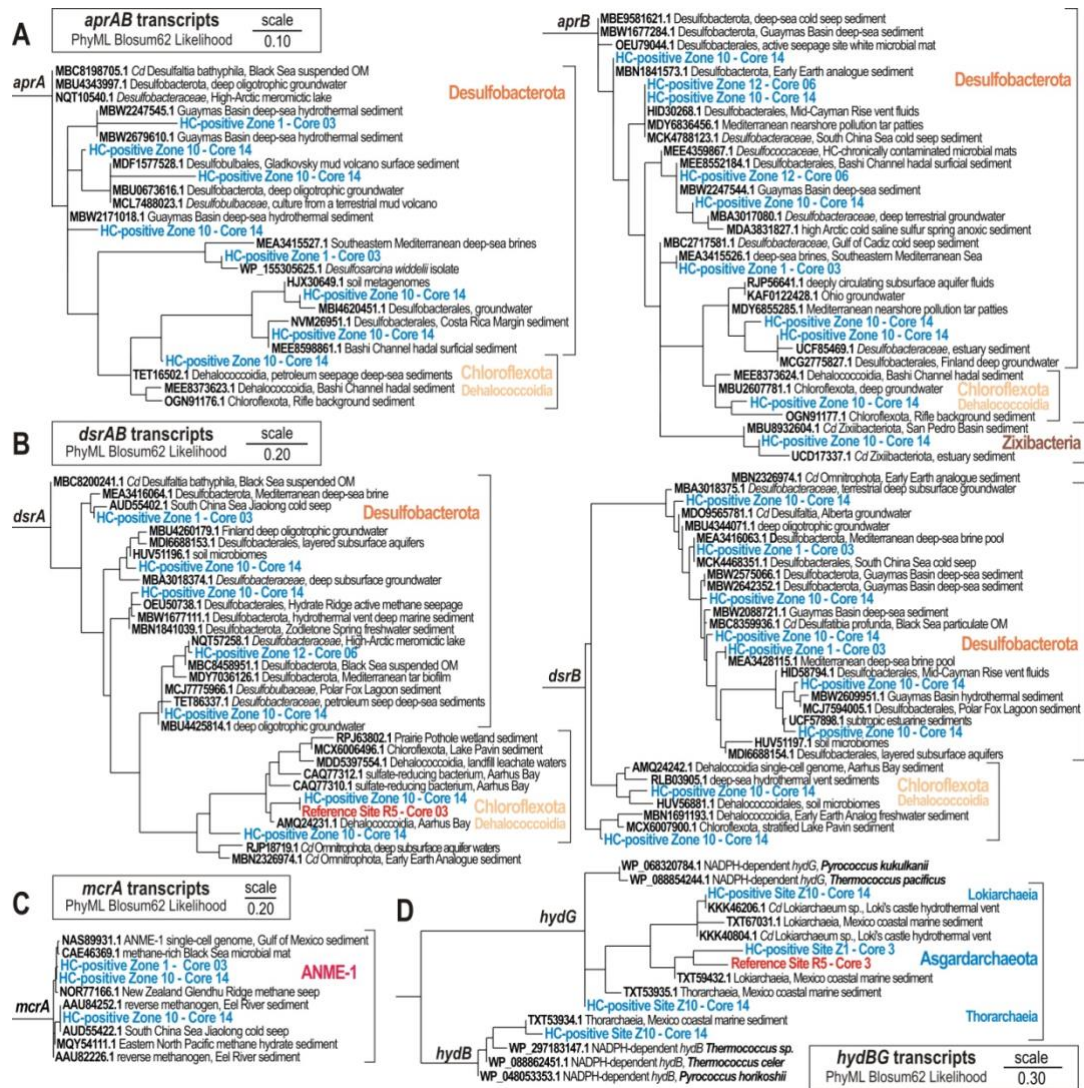 A
aprAB transcripts
PhyML Blosum62 Likelihood
scale
0.10
aprA
MBC8198705.1 Cd Desulfaltia bathyphila, Black Sea suspended OM
MBU4343997.1 Desulfobacterota, deep oligotrophic groundwater
NQT10540.1 Desulfobacteraceae, High-Arctic meromictic lake
MBW2247545.1 Guaymas Basin deep-sea hydrothermal sediment
HC-positive Zone 1 - Core 03
MBW2679610.1 Guaymas Basin deep-sea hydrothermal sediment
HC-positive Zone 10 - Core 14
MDF1577528.1 Desulfobulbales, Gladkovsky mud volcano surface sediment
HC-positive Zone 10 - Core 14
MBU0673616.1 Desulfobacterota, deep oligotrophic groundwater
MCL7488023.1 Desulfobulbaceae, culture from a terrestrial mud volcano
MBW2171018.1 Guaymas Basin deep-sea hydrothermal sediment
HC-positive Zone 10 - Core 14
MEA3415527.1 Southeastern Mediterranean deep-sea brines
HC-positive Zone 1 - Core 03
WP_155305625.1 Desulfosarcina widdelii isolate
HJX30649.1 soil metagenomes
HC-positive Zone 10 - Core 14
MBI4620451.1 Desulfobacterales, groundwater
NVM26951.1 Desulfobacterales, Costa Rica Margin sediment
HC-positive Zone 10 - Core 14
MEE8598861.1 Bashi Channel hadal surficial sediment
HC-positive Zone 10 - Core 14
TET16502.1 Dehalococcoidia, petroleum seepage deep-sea sediments
MEE8373623.1 Dehalococcoidia, Bashi Channel hadal sediment
OGN91176.1 Chloroflexota, Rifle background sediment
Desulfobacterota
Chloroflexota
Dehalococcoidia
aprB
MBE9581621.1 Desulfobacterota, deep-sea cold seep sediment
MBW1677284.1 Desulfobacterota, Guaymas Basin deep-sea sediment
OEU79044.1 Desulfobacterales, active seepage site white microbial mat
HC-positive Zone 10 - Core 14
MBN1841573.1 Desulfobacterota, Early Earth analogue sediment
HC-positive Zone 12 - Core 06
HC-positive Zone 10 - Core 14
HID30268.1 Desulfobacterales, Mid-Cayman Rise vent fluids
MDY6836456.1 Mediterranean nearshore pollution tar patties
MCK4788123.1 Desulfobacteraceae, South China Sea cold seep sediment
MEE4359867.1 Desulfococcaceae, HC-chronically contaminated microbial mats
MEE8552184.1 Desulfobacterales, Bashi Channel hadal surficial sediment
HC-positive Zone 12 - Core 06
MBW2247544.1 Guaymas Basin deep-sea sediment
HC-positive Zone 10 - Core 14
MBA3017080.1 Desulfobacteraceae, deep terrestrial groundwater
MDA3831827.1 high Arctic cold saline sulfur spring anoxic sediment
MBC2717581.1 Desulfobacteraceae, Gulf of Cadiz cold seep sediment
MEA3415526.1 deep-sea brines, Southeastern Mediterranean Sea
HC-positive Zone 1 - Core 03
RJP56641.1 deeply circulating subsurface aquifer fluids
KAF0122428.1 Ohio groundwater
MDY6855285.1 Mediterranean nearshore pollution tar patties
HC-positive Zone 10 - Core 14
HC-positive Zone 10 - Core 14
UCF85469.1 Desulfobacteraceae, estuary sediment
MCG2775827.1 Desulfobacterales, Finland deep groundwater
MEE8373624.1 Dehalococcoidia, Bashi Channel hadal sediment
MBU2607781.1 Chloroflexota, deep groundwater
HC-positive Zone 10 - Core 14
OGN91177.1 Chloroflexota, Rifle background sediment
MBU8932604.1 Cd Zixiibacteriota, San Pedro Basin sediment
HC-positive Zone 10 - Core 14
UCD17337.1 Cd Zixiibacteriota, estuary sediment
Desulfobacterota
Chloroflexota
Dehalococcoidia
Zixibacteria
B
dsrAB transcripts
PhyML Blosum62 Likelihood
scale
0.20
dsrA
MBC8200241.1 Cd Desulfaltia bathyphila, Black Sea suspended OM
MEA3416064.1 Desulfobacterota, Mediterranean deep-sea brine
AUD55402.1 South China Sea Jiaolong cold seep
HC-positive Zone 1 - Core 03
MBU4260179.1 Finland deep oligotrophic groundwater
MDI6688153.1 Desulfobacterales, layered subsurface aquifers
HUV51196.1 soil microbiomes
HC-positive Zone 10 - Core 14
MBA3018374.1 Desulfobacteraceae, deep subsurface groundwater
HC-positive Zone 10 - Core 14
OEU50738.1 Desulfobacterales, Hydrate Ridge active methane seepage
MBW1677111.1 hydrothermal vent deep marine sediment
MBN1841039.1 Desulfobacterota, Zodletone Spring freshwater sediment
NQT57258.1 Desulfobacteraceae, High-Arctic meromictic lake
HC-positive Zone 12 - Core 06
MBC8458951.1 Desulfobacterota, Black Sea suspended OM
MDY7036126.1 Desulfobacterota, Mediterranean tar biofilm
MCJ7775966.1 Desulfobulbaceae, Polar Fox Lagoon sediment
TET86337.1 Desulfobacteraceae, petroleum seep deep-sea sediments
HC-positive Zone 10 - Core 14
MBU4425814.1 deep oligotrophic groundwater
RPJ63802.1 Prairie Pothole wetland sediment
MCX6006496.1 Chloroflexota, Lake Pavin sediment
MDD5397554.1 Dehalococcoidia, landfill leachate waters
CAQ77312.1 sulfate-reducing bacterium, Aarhus Bay
CAQ77310.1 sulfate-reducing bacterium, Aarhus Bay
HC-positive Zone 10 - Core 14
Reference Site R5 - Core 03
AMQ24231.1 Dehalococcoidia, Aarhus Bay
HC-positive Zone 10 - Core 14
RJP18719.1 Cd Omnitrophota, deep subsurface aquifer waters
MBN2326974.1 Cd Omnitrophota, Early Earth Analogue sediment
Desulfobacterota
Chloroflexota
Dehalococcoidia
dsrB
MBN2326974.1 Cd Omnitrophota, Early Earth analogue sediment
MBA3018375.1 Desulfobacteraceae, terrestrial deep subsurface groundwater
HC-positive Zone 10 - Core 14
MDO9565781.1 Cd Desulfaltia, Alberta groundwater
MBU4344071.1 deep oligotrophic groundwater
MEA3416063.1 Desulfobacterota, Mediterranean deep-sea brine pool
HC-positive Zone 1 - Core 03
MCK4468351.1 Desulfobacterales, South China Sea cold seep
MBW2575066.1 Desulfobacterota, Guaymas Basin deep-sea sediment
MBW2642352.1 Desulfobacterota, Guaymas Basin deep-sea sediment
HC-positive Zone 10 - Core 14
MBW2088721.1 Guaymas Basin deep-sea sediment
MBC8359936.1 Cd Desulfatibia profunda, Black Sea particulate OM
HC-positive Zone 10 - Core 14
HC-positive Zone 1 - Core 03
MEA3428115.1 Mediterranean deep-sea brine pool
HID58794.1 Desulfobacterales, Mid-Cayman Rise vent fluids
HC-positive Zone 10 - Core 14
MBW2609951.1 Guaymas Basin hydrothermal sediment
MCJ7594005.1 Desulfobacterales, Polar Fox Lagoon sediment
UCF57898.1 subtropic estuarine sediments
HC-positive Zone 10 - Core 14
HUV51197.1 soil microbiomes
MDI6688154.1 Desulfobacterales, layered subsurface aquifers
AMQ24242.1 Dehalococcoidia single-cell genome, Aarhus Bay sediment
RLB03905.1 deep-sea hydrothermal vent sediments
HC-positive Zone 10 - Core 14
HUV56881.1 Dehalococcoidales, soil microbiomes
MBN1691193.1 Dehalococcoidia, Early Earth Analog freshwater sediment
MCX6007900.1 Chloroflexota, stratified Lake Pavin sediment
HC-positive Zone 10 - Core 14
Desulfobacterota
Chloroflexota
Dehalococcoidia
C
mcrA transcripts
PhyML Blosum62 Likelihood
scale
0.20
mcrA
NAS89931.1 ANME-1 single-cell genome, Gulf of Mexico sediment
CAE46369.1 methane-rich Black Sea microbial mat
HC-positive Zone 1 - Core 03
HC-positive Zone 10 - Core 14
NOR77166.1 New Zealand Glendhu Ridge methane seep
AAU84252.1 reverse methanogen, Eel River sediment
HC-positive Zone 10 - Core 14
AUD55422.1 South China Sea Jiaolong cold seep
MQY54111.1 Eastern North Pacific methane hydrate sediment
AAU82226.1 reverse methanogen, Eel River sediment
ANME-1
D
hydG
WP_068320784.1 NADPH-dependent hydG, Pyrococcus kukulkanii
WP_088854244.1 NADPH-dependent hydG, Thermococcus pacificus
HC-positive Site Z10 - Core 14
KKK46206.1 Cd Lokiarchaeum sp., Loki's castle hydrothermal vent
TXT67031.1 Lokiarchaeia, Mexico coastal marine sediment
KKK40804.1 Cd Lokiarchaeum sp., Loki's castle hydrothermal vent
HC-positive Site Z1 - Core 3
Reference Site R5 - Core 3
TXT59432.1 Lokiarchaeia, Mexico coastal marine sediment
TXT53935.1 Thorarchaeia, Mexico coastal marine sediment
HC-positive Site Z10 - Core 14
TXT53934.1 Thorarchaeia, Mexico coastal marine sediment
HC-positive Site Z10 - Core 14
hydB
WP_297183147.1 NADPH-dependent hydB Thermococcus sp.
WP_088862451.1 NADPH-dependent hydB, Thermococcus celer
WP_048053353.1 NADPH-dependent hydB, Pyrococcus horikoshii
Lokiarchaeia
Asgardarchaeota
Thorarchaeia
hydBG transcripts
PhyML Blosum62 Likelihood
scale
0.30